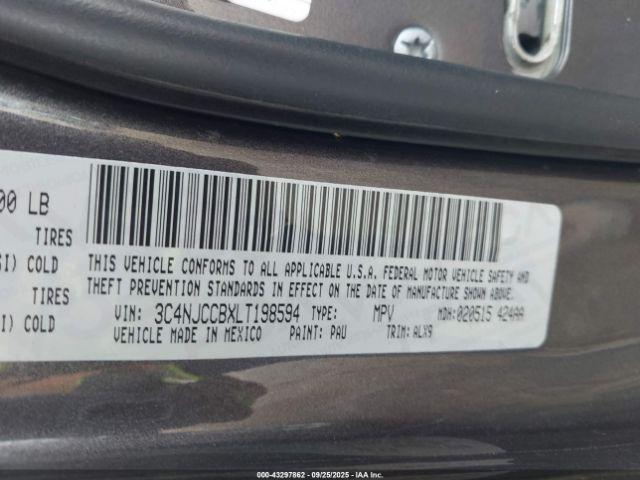 00 LB
TIRES
SI) COLD
TIRES
I) COLD
THIS VEHICLE CONFORMS TO ALL APPLICABLE U.S.A. FEDERAL MOTOR VEHICLE SAFETY AND
THEFT PREVENTION STANDARDS IN EFFECT ON THE DATE OF MANUFACTURE SHOWN ABOVE.
VIN: 3C4NJCCBXLT198594 TYPE: MPV MDH:020515 424AA
VEHICLE MADE IN MEXICO PAINT: PAU TRIM: ALX9
000-43297862 - 09/25/2025 - IAA Inc.